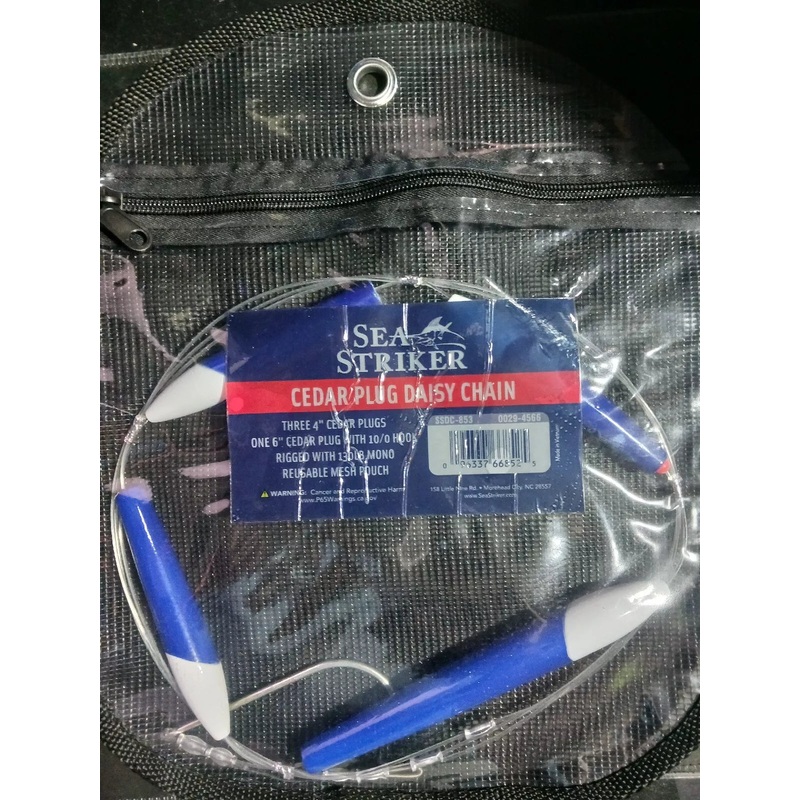 SEA
STRIKER
CEDAR PLUG DAISY CHAIN
THREE 4" CEDAR PLUGS
ONE 6" CEDAR PLUG WITH 10/0 HOOK
RIGGED WITH 130LB MONO
REUSABLE MESH POUCH
WARNING: Cancer and Reproductive Harm
www.P65Warnings.ca.gov
SSDC-853 0029-4566
Made in Vietnam
158 Little Nine Rd. • Morehead City, NC 28557
www.SeaStriker.com